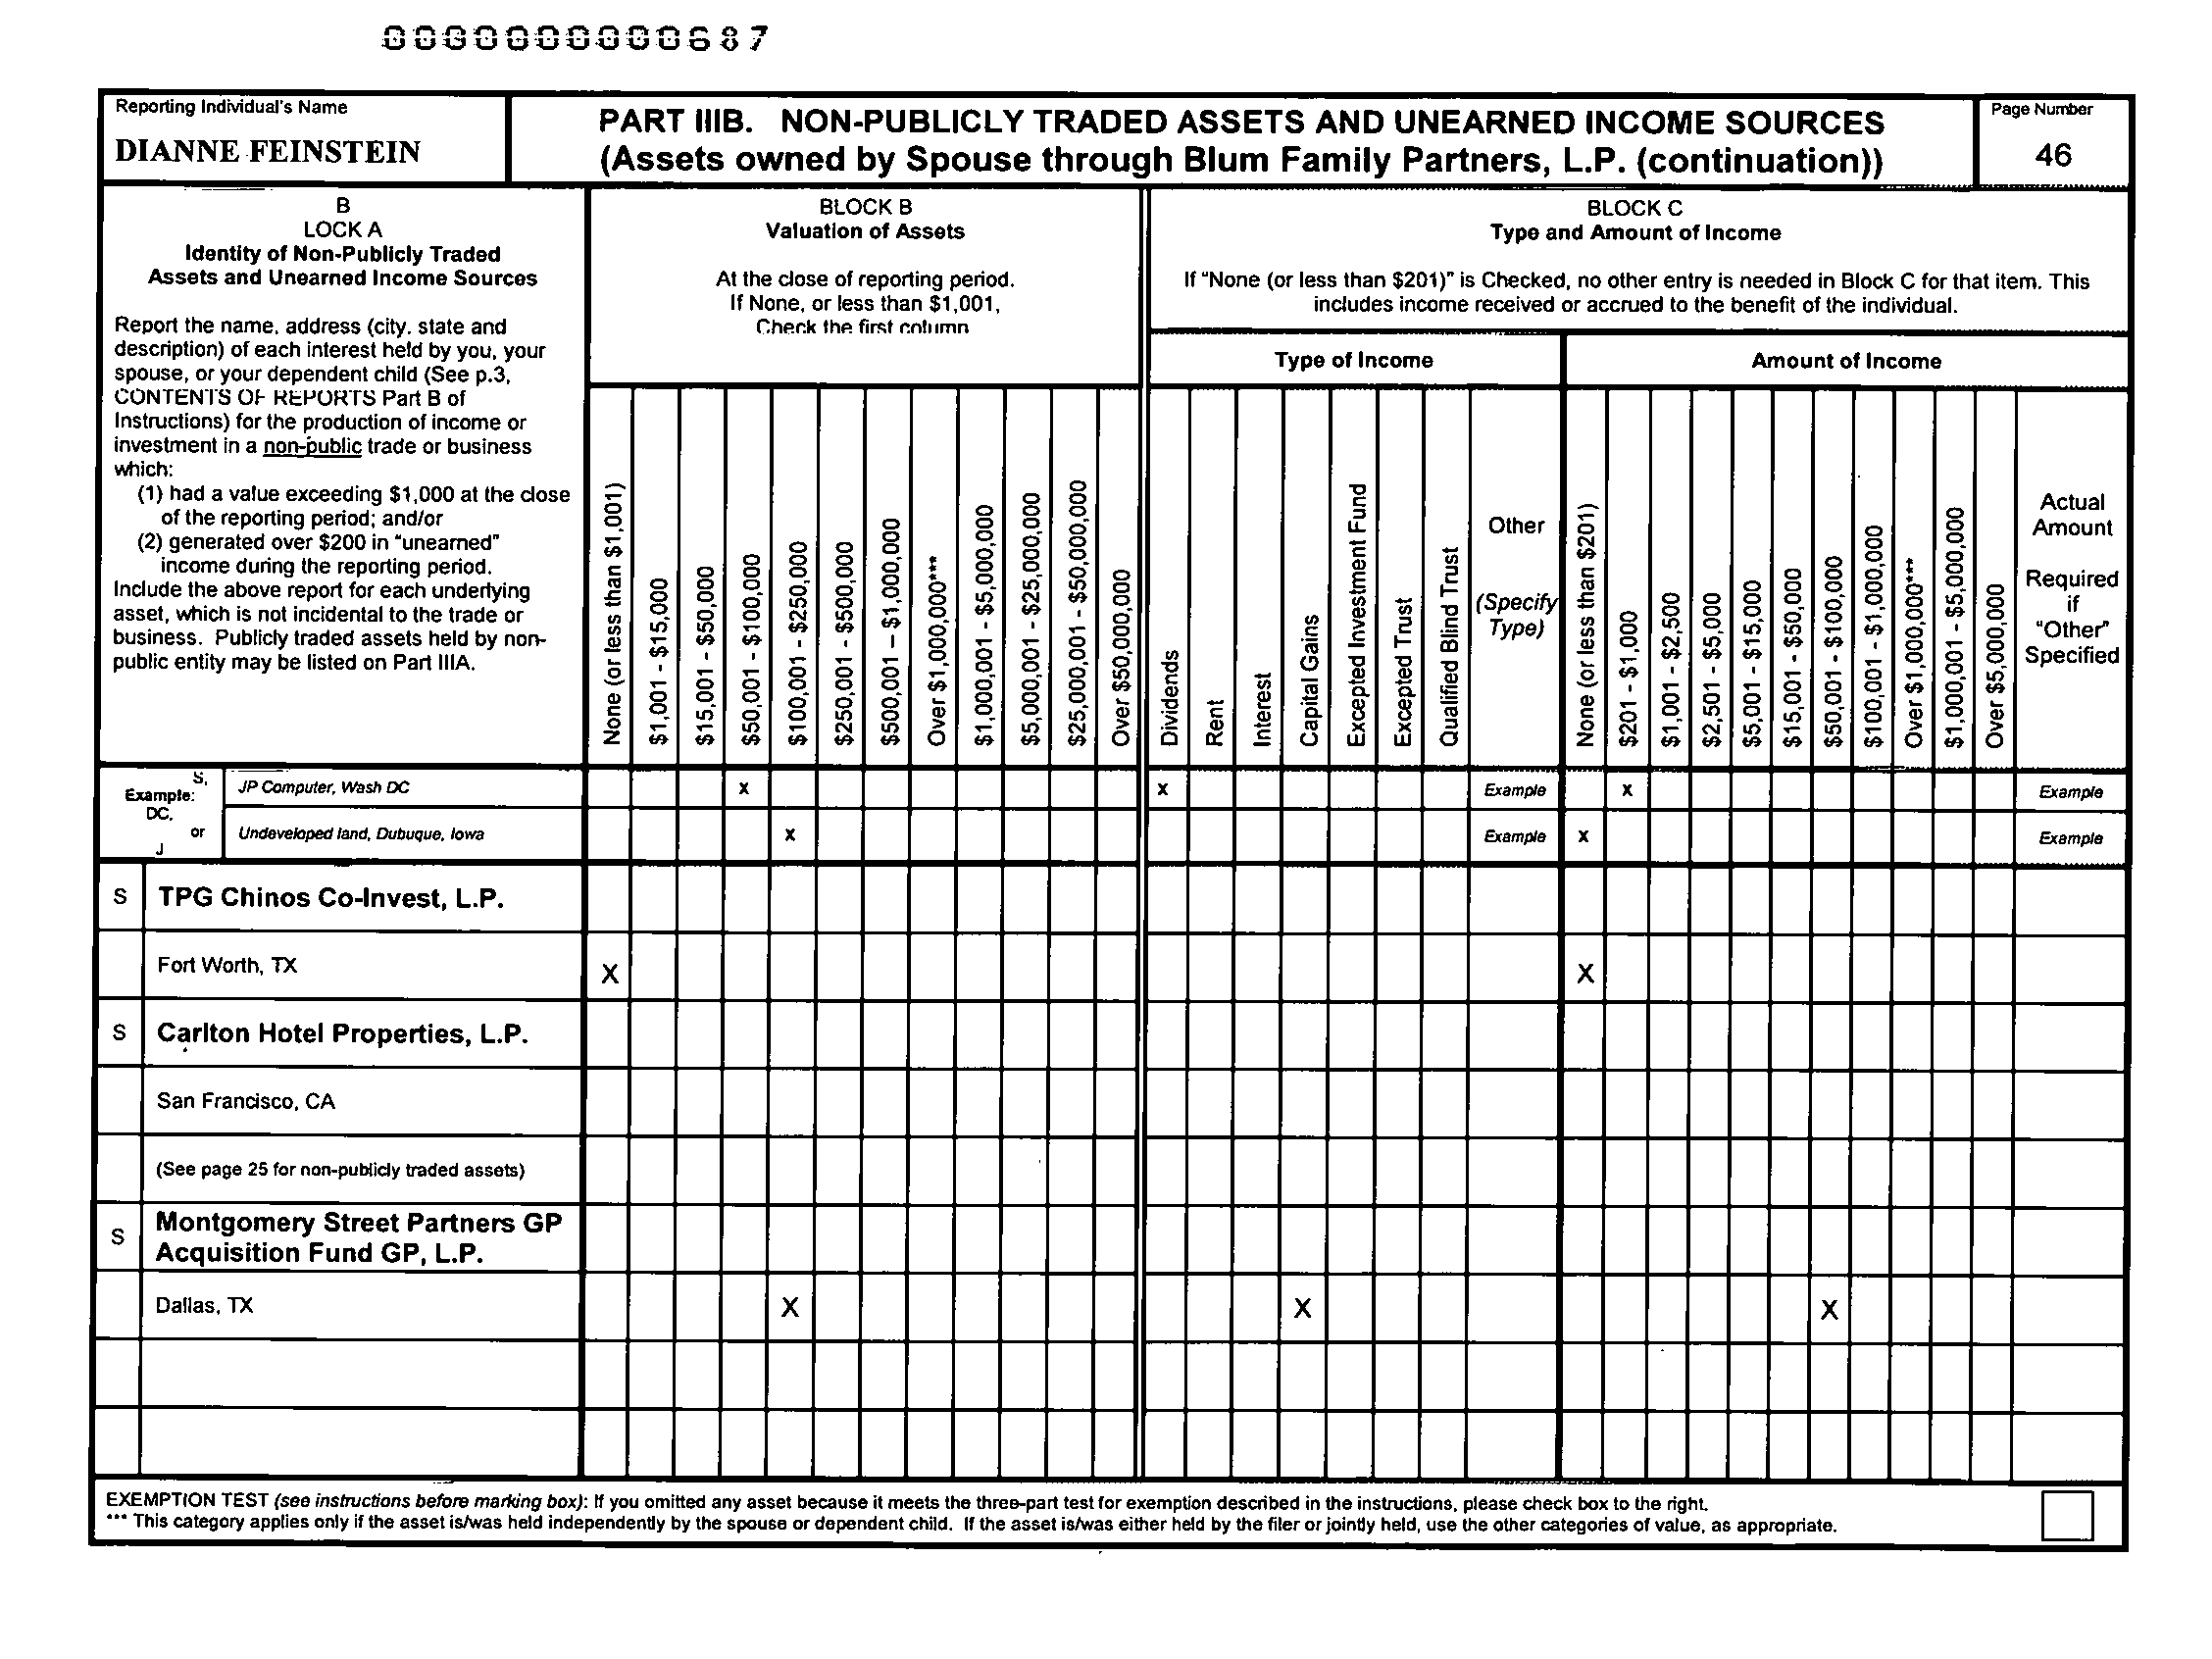 000000000687
Reporting Individual's Name
DIANNE FEINSTEIN
PART IIIB. NON-PUBLICLY TRADED ASSETS AND UNEARNED INCOME SOURCES
(Assets owned by Spouse through Blum Family Partners, L.P. (continuation))
Page Number
46
B
LOCK A
Identity of Non-Publicly Traded
Assets and Unearned Income Sources
Report the name, address (city, state and
description) of each interest held by you, your
spouse, or your dependent child (See p.3,
CONTENTS OF REPORTS Part B of
Instructions) for the production of income or
investment in a non-public trade or business
which:
(1) had a value exceeding $1,000 at the close
of the reporting period; and/or
(2) generated over $200 in "unearned"
income during the reporting period.
Include the above report for each underlying
asset, which is not incidental to the trade or
business. Publicly traded assets held by non-
public entity may be listed on Part IIIA.
BLOCK B
Valuation of Assets
At the close of reporting period.
If None, or less than $1,001,
Check the first column
None (or less than $1,001)
$1,001 - $15,000
$15,001 - $50,000
$50,001 - $100,000
$100,001 - $250,000
$250,001 - $500,000
$500,001 – $1,000,000
Over $1,000,000***
$1,000,001 - $5,000,000
$5,000,001 - $25,000,000
$25,000,001 - $50,000,000
Over $50,000,000
BLOCK C
Type and Amount of Income
If "None (or less than $201)" is Checked, no other entry is needed in Block C for that item. This
includes income received or accrued to the benefit of the individual.
Type of Income
Dividends
Rent
Interest
Capital Gains
Excepted Investment Fund
Excepted Trust
Qualified Blind Trust
Other
(Specify
Type)
Amount of Income
None (or less than $201)
$201 - $1,000
$1,001 - $2,500
$2,501 - $5,000
$5,001 - $15,000
$15,001 - $50,000
$50,001 - $100,000
$100,001 - $1,000,000
Over $1,000,000***
$1,000,001 - $5,000,000
Over $5,000,000
Actual
Amount
Required
if
"Other"
Specified
S,
Example:
DC,
or
J
JP Computer, Wash DC x x Example x Example
Undeveloped land, Dubuque, Iowa x Example x Example
S TPG Chinos Co-Invest, L.P.
Fort Worth, TX X X
S Carlton Hotel Properties, L.P.
San Francisco, CA
(See page 25 for non-publicly traded assets)
S Montgomery Street Partners GP
Acquisition Fund GP, L.P.
Dallas, TX X X X
EXEMPTION TEST (see instructions before marking box): If you omitted any asset because it meets the three-part test for exemption described in the instructions, please check box to the right.
*** This category applies only if the asset is/was held independently by the spouse or dependent child. If the asset is/was either held by the filer or jointly held, use the other categories of value, as appropriate.